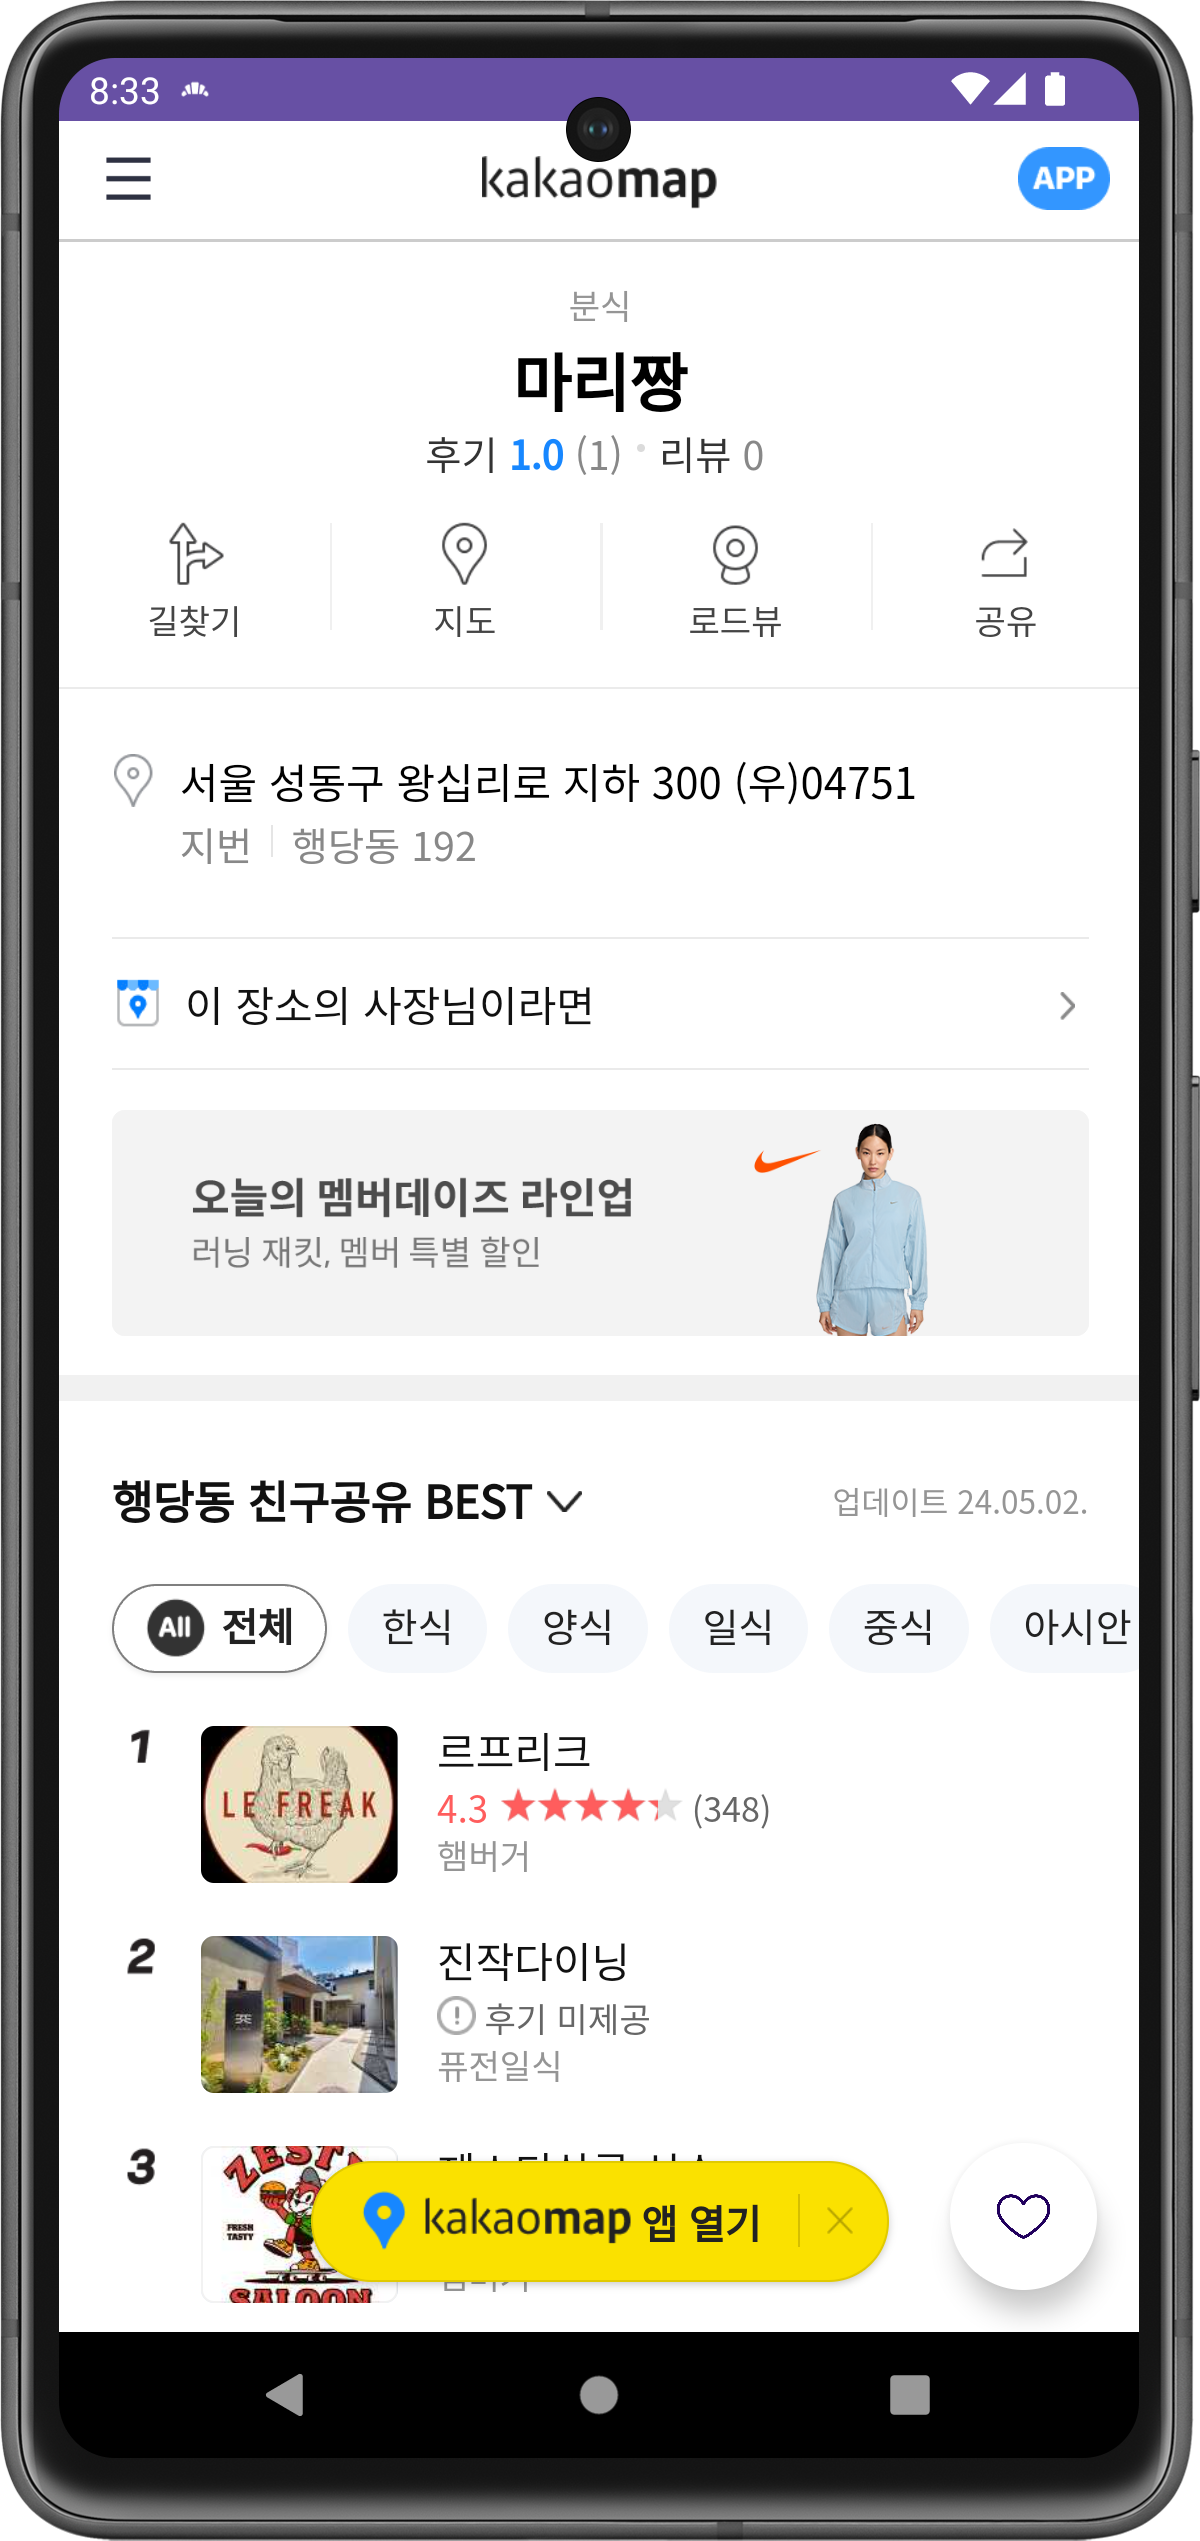 8:33
kakaomap
APP
분식
마리짱
후기 1.0 (1) 리뷰 0
길찾기 지도 로드뷰 공유
서울 성동구 왕십리로 지하 300 (우)04751
지번 행당동 192
이 장소의 사장님이라면
오늘의 멤버데이즈 라인업
러닝 재킷, 멤버 특별 할인
행당동 친구공유 BEST
업데이트 24.05.02.
All 전체 한식 양식 일식 중식 아시안
1
LE FREAK
르프리크
4.3 (348)
햄버거
2
진작다이닝
후기 미제공
퓨전일식
3
ZEST
FRESH
TASTY
SALOON
kakaomap 앱 열기